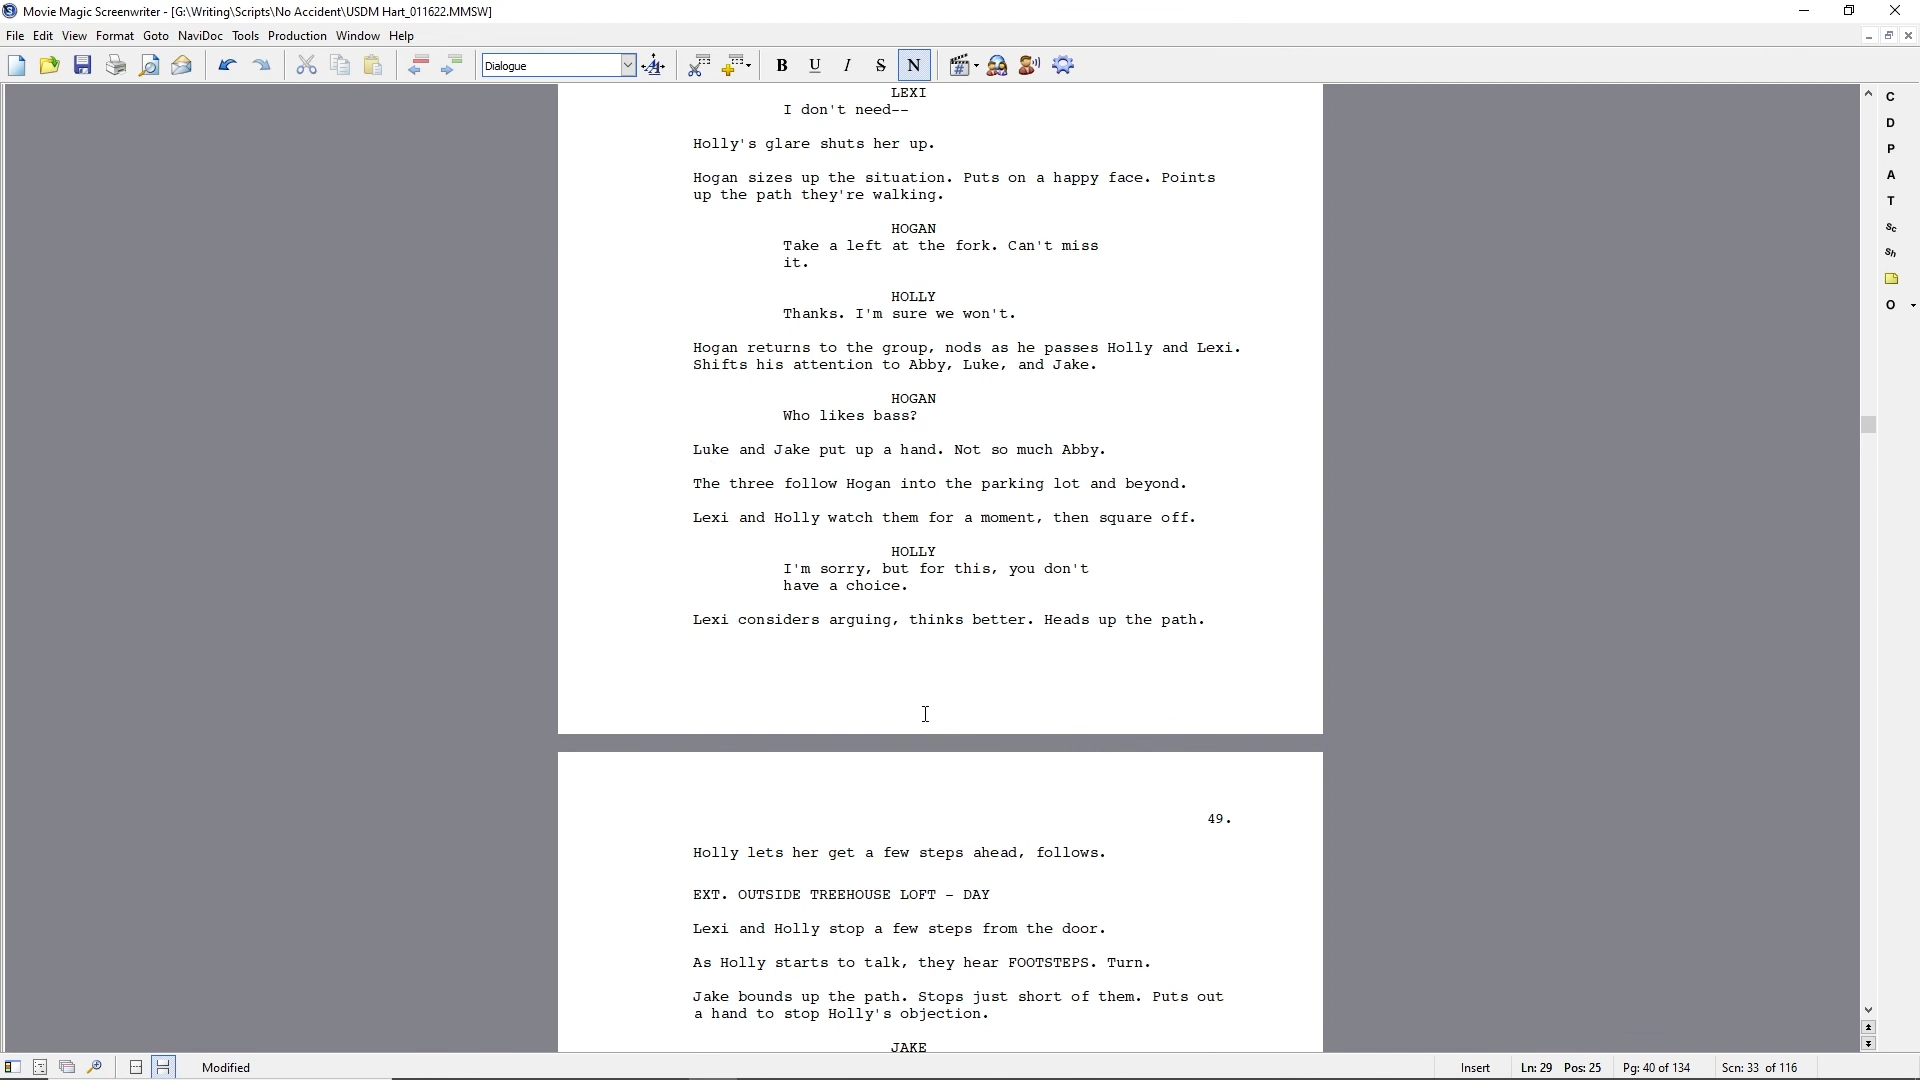 Movie Magic Screenwriter - [G:\Writing\Scripts\No Accident\USDM Hart_011622.MMSW]
File Edit View Format Goto NaviDoc Tools Production Window Help
Dialogue B U I S N
LEXI
I don't need--
Holly's glare shuts her up.
Hogan sizes up the situation. Puts on a happy face. Points
up the path they're walking.
HOGAN
Take a left at the fork. Can't miss
it.
HOLLY
Thanks. I'm sure we won't.
Hogan returns to the group, nods as he passes Holly and Lexi.
Shifts his attention to Abby, Luke, and Jake.
HOGAN
Who likes bass?
Luke and Jake put up a hand. Not so much Abby.
The three follow Hogan into the parking lot and beyond.
Lexi and Holly watch them for a moment, then square off.
HOLLY
I'm sorry, but for this, you don't
have a choice.
Lexi considers arguing, thinks better. Heads up the path.
49.
Holly lets her get a few steps ahead, follows.
EXT. OUTSIDE TREEHOUSE LOFT - DAY
Lexi and Holly stop a few steps from the door.
As Holly starts to talk, they hear FOOTSTEPS. Turn.
Jake bounds up the path. Stops just short of them. Puts out
a hand to stop Holly's objection.
JAKE
C
D
P
A
T
Sc
Sh
O
Modified Insert Ln: 29 Pos: 25 Pg: 40 of 134 Scn: 33 of 116